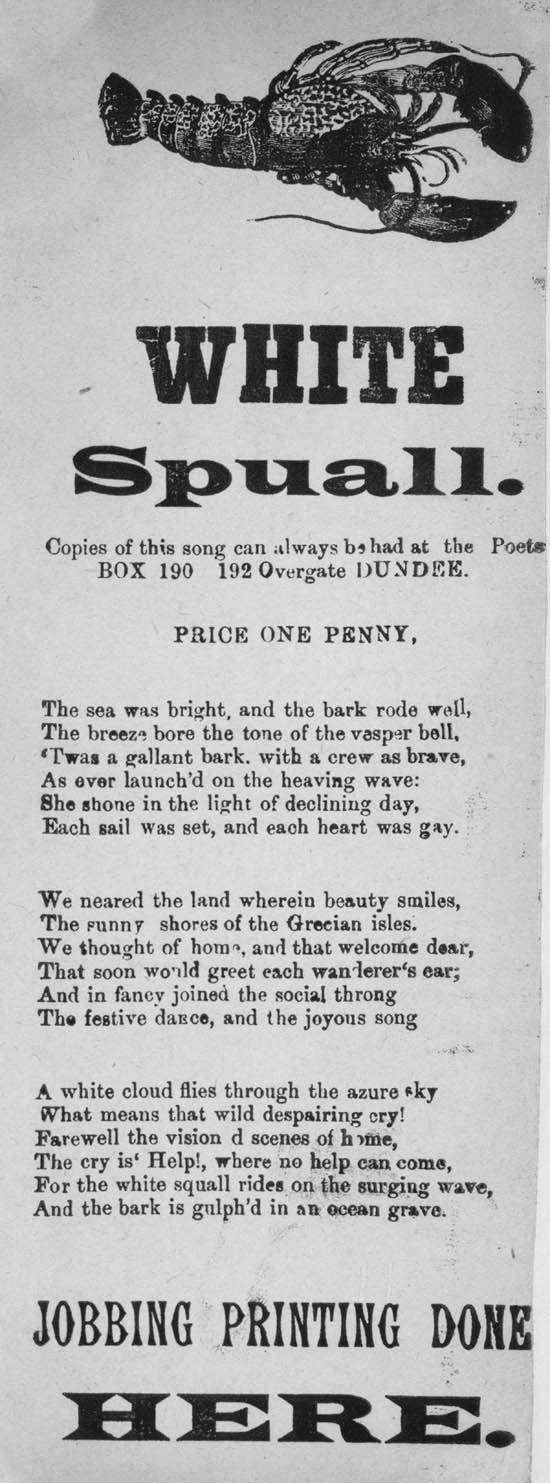 WHITE
Spuall.
Copies of this song can always be had at the Poets
BOX 190 192 Overgate DUNDEE.
PRICE ONE PENNY,
The sea was bright, and the bark rode well,
The breeze bore the tone of the vesper bell,
‘Twas a gallant bark. with a crew as brave,
As ever launch'd on the heaving wave:
She shone in the light of declining day,
Each sail was set, and each heart was gay.
We neared the land wherein beauty smiles,
The sunny shores of the Grecian isles.
We thought of home, and that welcome dear,
That soon would greet each wanderer‘s ear;
And in fancy joined the social throng
The festive dance, and the joyous song
A white cloud flies through the azure sky
What means that wild despairing cry!
Farewell the vision d scenes of home,
The cry is‘ Help!, where no help can come,
For the white squall rides on the surging wave,
And the bark is gulph'd in an ocean grave.
JOBBING PRINTING DONE
HERE.